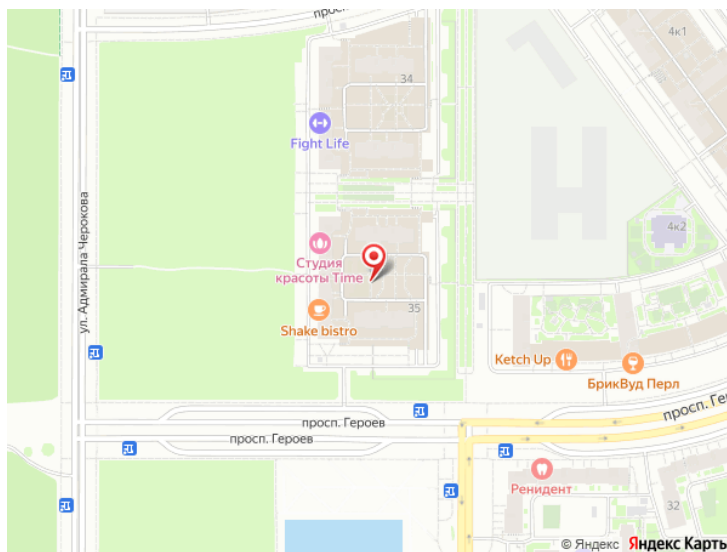 просп.
4к1
34
Fight Life
ул. Адмирала Черокова
4к2
Студия
красоты Time
35
Shake bistro
Ketch Up
БрикВуд Перл
просп. Геро
просп. Героев
просп. Героев
Ренидент
32
© Яндекс Яндекс Карты